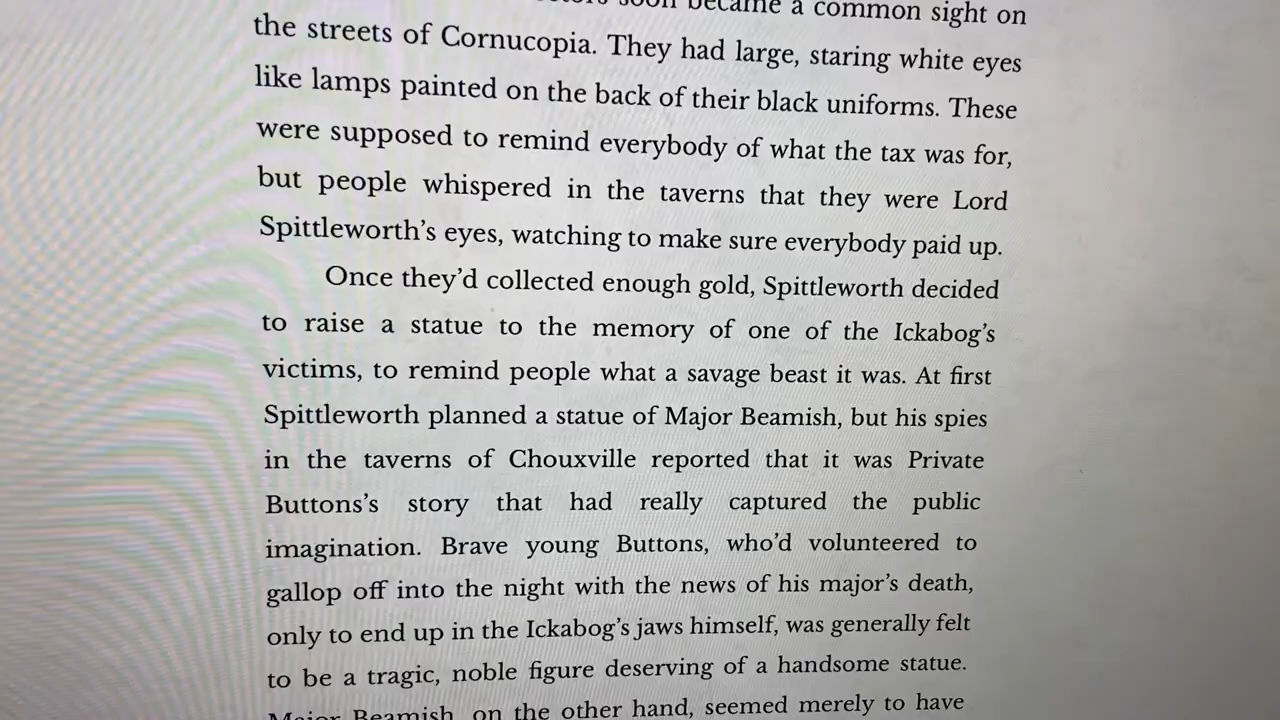 soon became a common sight on
the streets of Cornucopia. They had large, staring white eyes
like lamps painted on the back of their black uniforms. These
were supposed to remind everybody of what the tax was for,
but people whispered in the taverns that they were Lord
Spittleworth’s eyes, watching to make sure everybody paid up.
Once they’d collected enough gold, Spittleworth decided
to raise a statue to the memory of one of the Ickabog’s
victims, to remind people what a savage beast it was. At first
Spittleworth planned a statue of Major Beamish, but his spies
in the taverns of Chouxville reported that it was Private
Buttons’s story that had really captured the public
imagination. Brave young Buttons, who’d volunteered to
gallop off into the night with the news of his major’s death,
only to end up in the Ickabog’s jaws himself, was generally felt
to be a tragic, noble figure deserving of a handsome statue.
Major Beamish, on the other hand, seemed merely to have